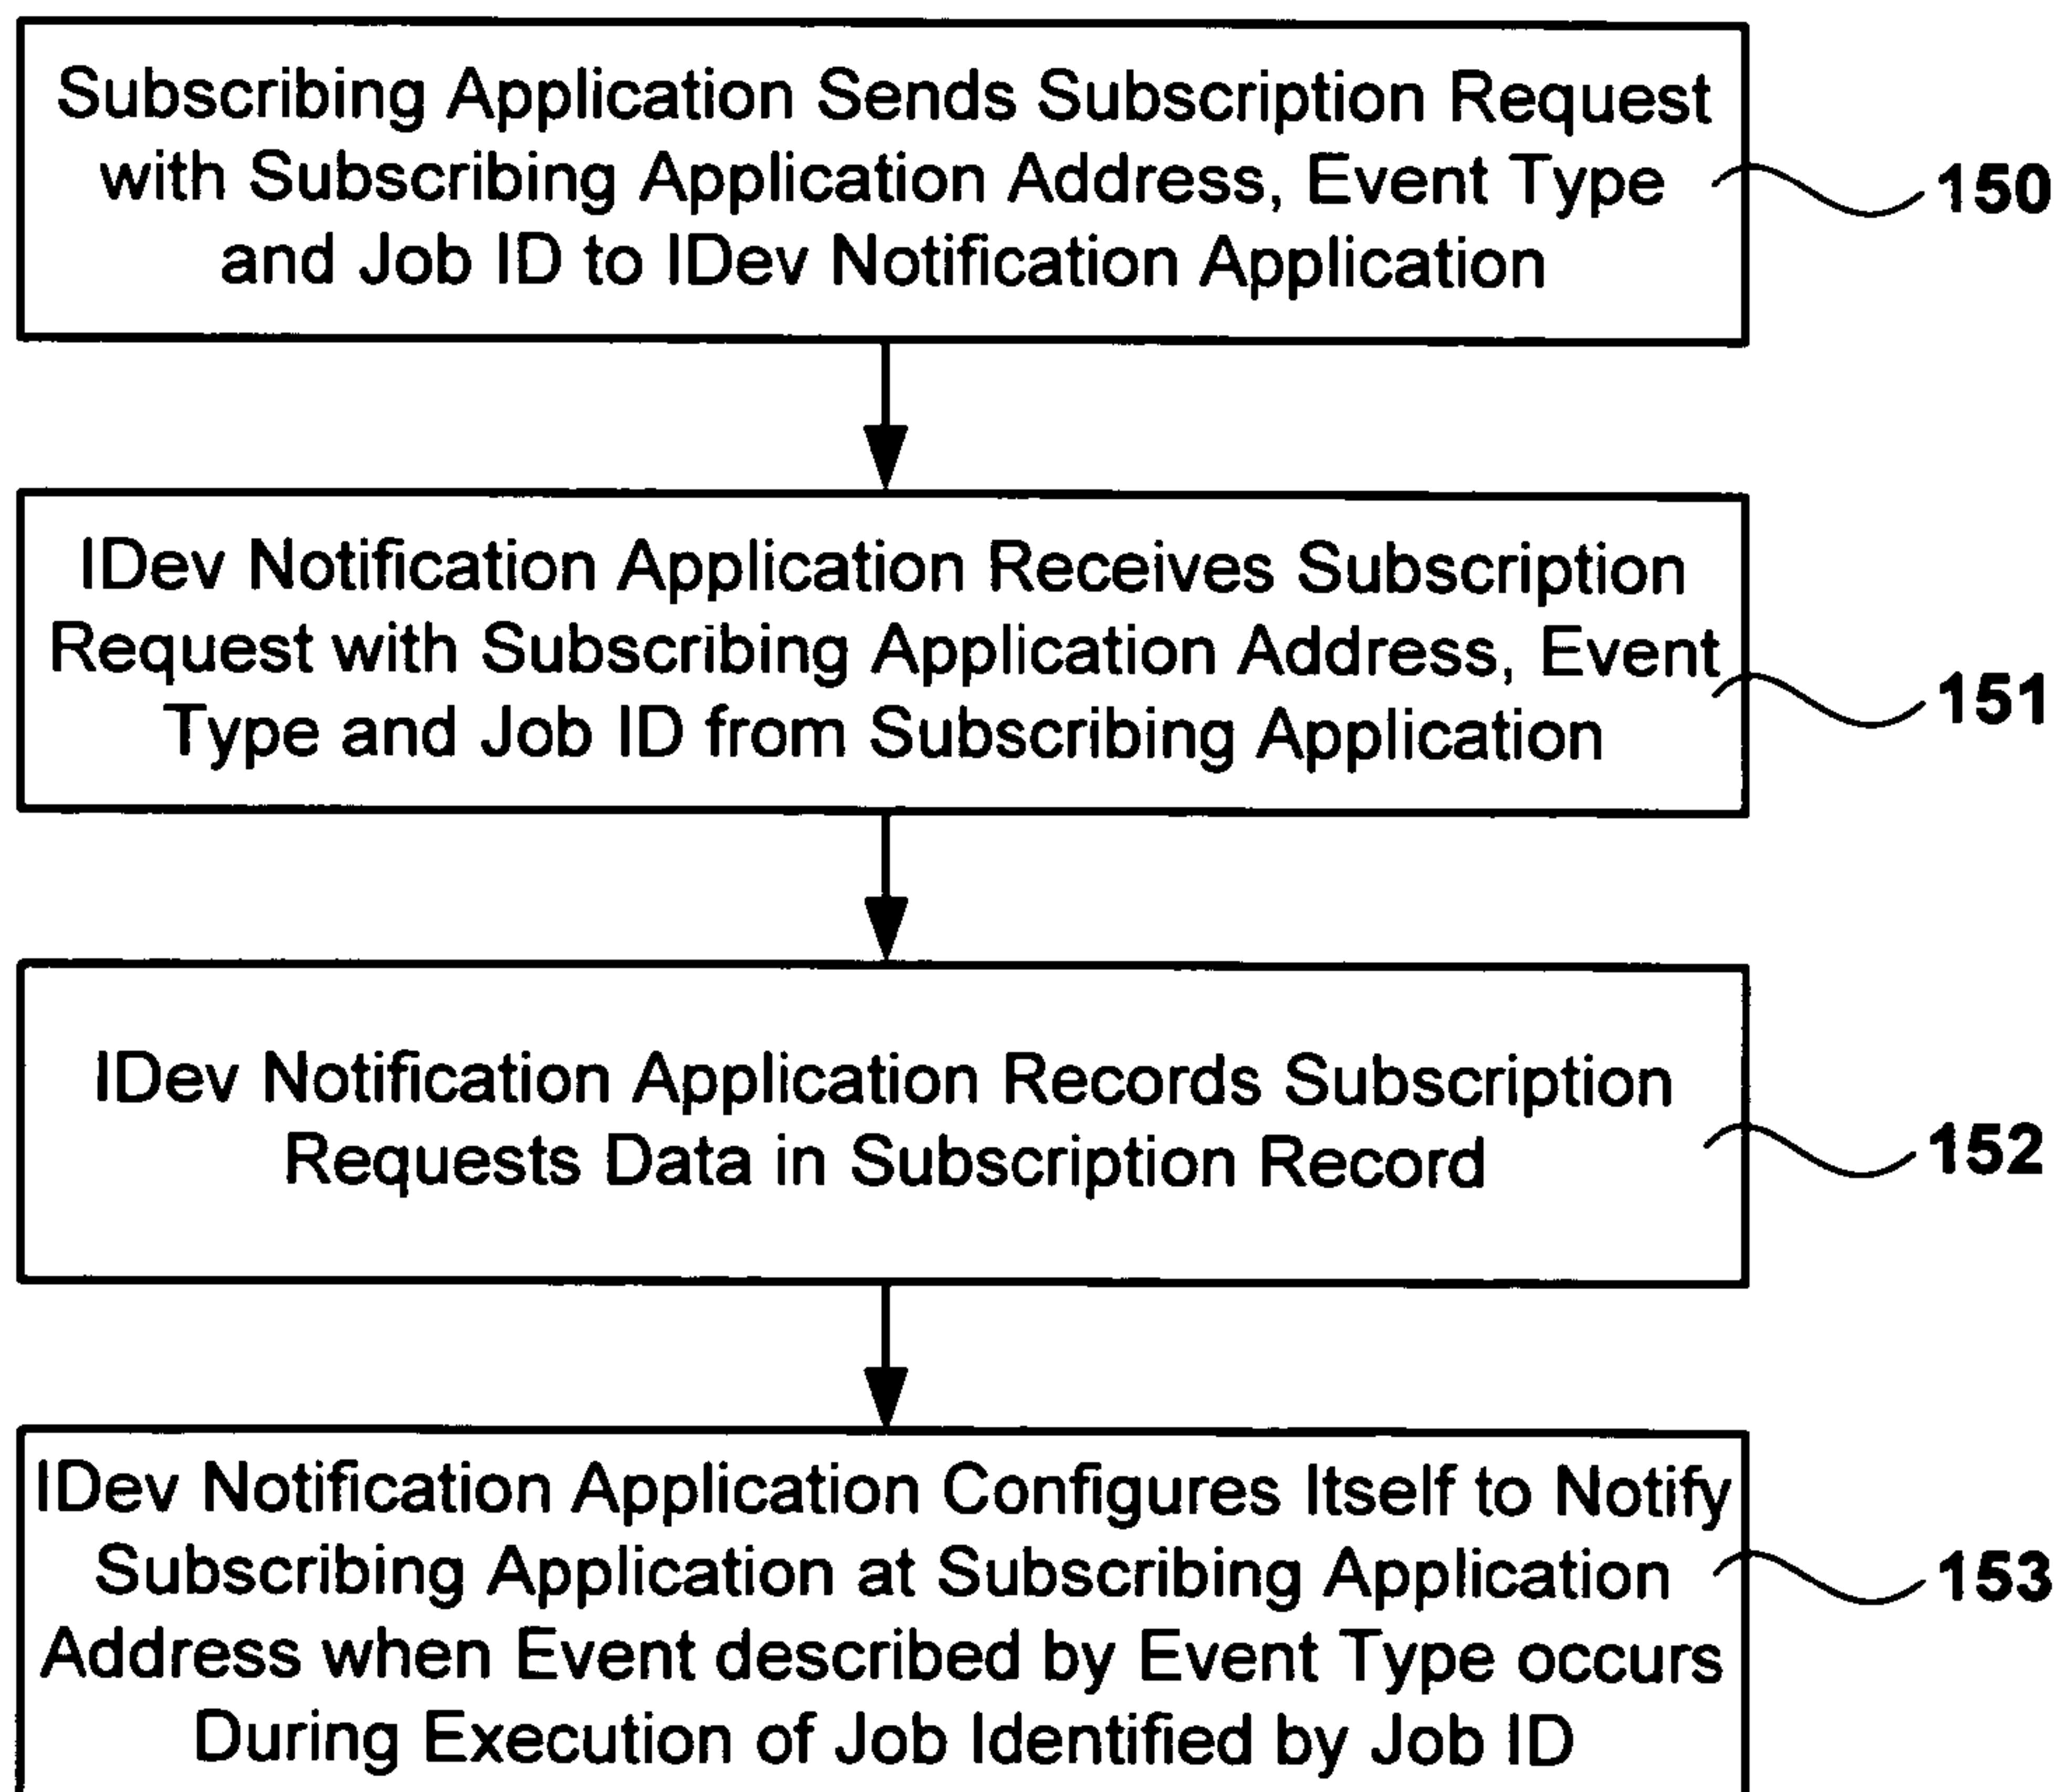 Subscribing Application Sends Subscription Request
with Subscribing Application Address, Event Type
and Job ID to IDev Notification Application
150
IDev Notification Application Receives Subscription
Request with Subscribing Application Address, Event
Type and Job ID from Subscribing Application
151
IDev Notification Application Records Subscription
Requests Data in Subscription Record
152
IDev Notification Application Configures Itself to Notify
Subscribing Application at Subscribing Application
Address when Event described by Event Type occurs
During Execution of Job Identified by Job ID
153